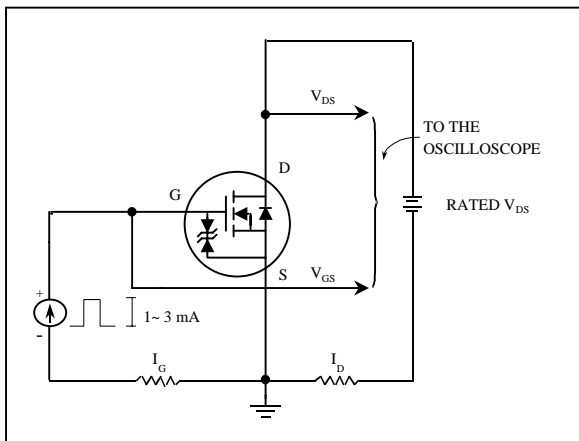 V_DS
TO THE
OSCILLOSCOPE
D
G
RATED V_DS
S
V_GS
+
1~ 3 mA
-
I_G
I_D